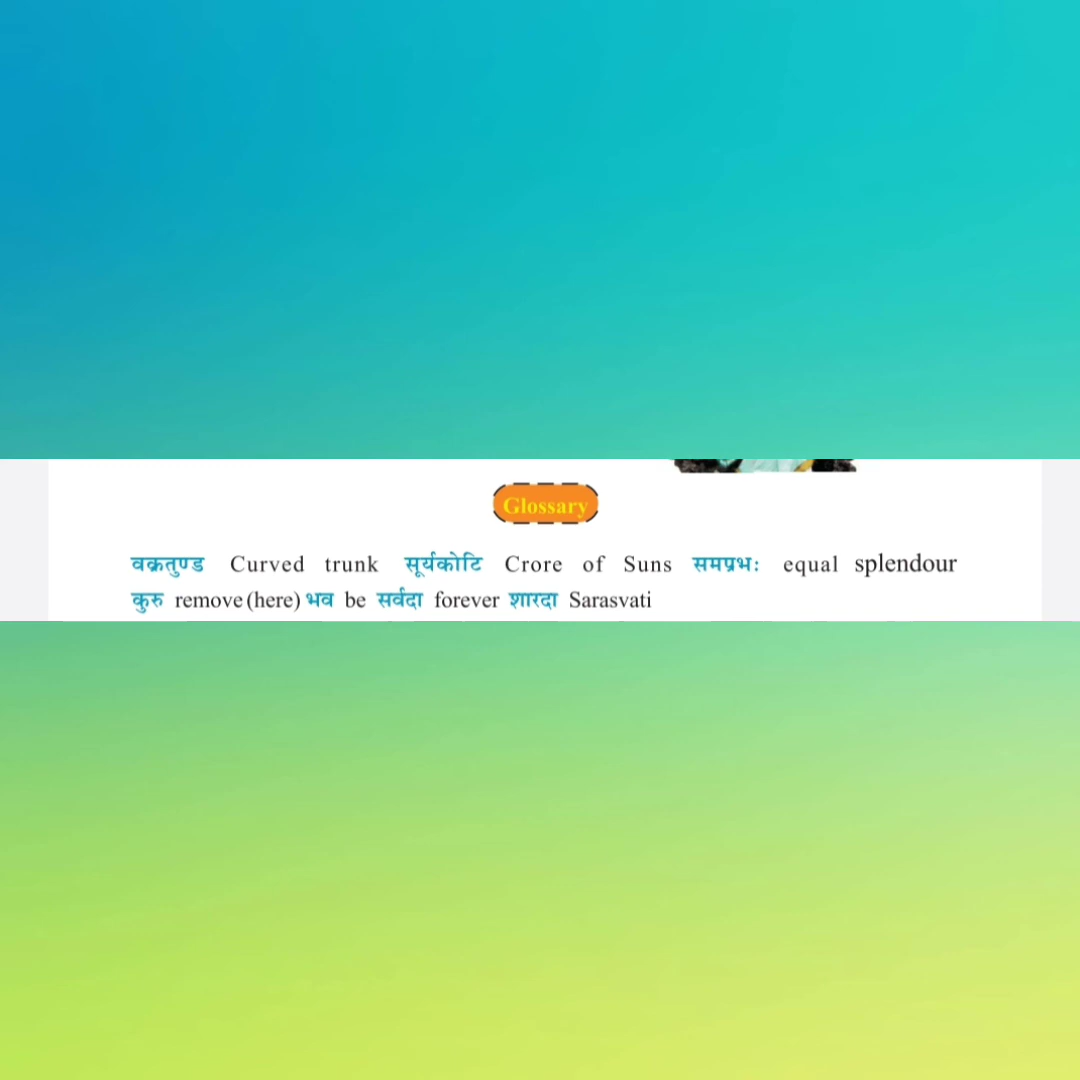 Glossary
वक्रतुण्ड Curved trunk सूर्यकोटि Crore of Suns समप्रभः equal splendour
कुरु remove (here) भव be सर्वदा forever शारदा Sarasvati